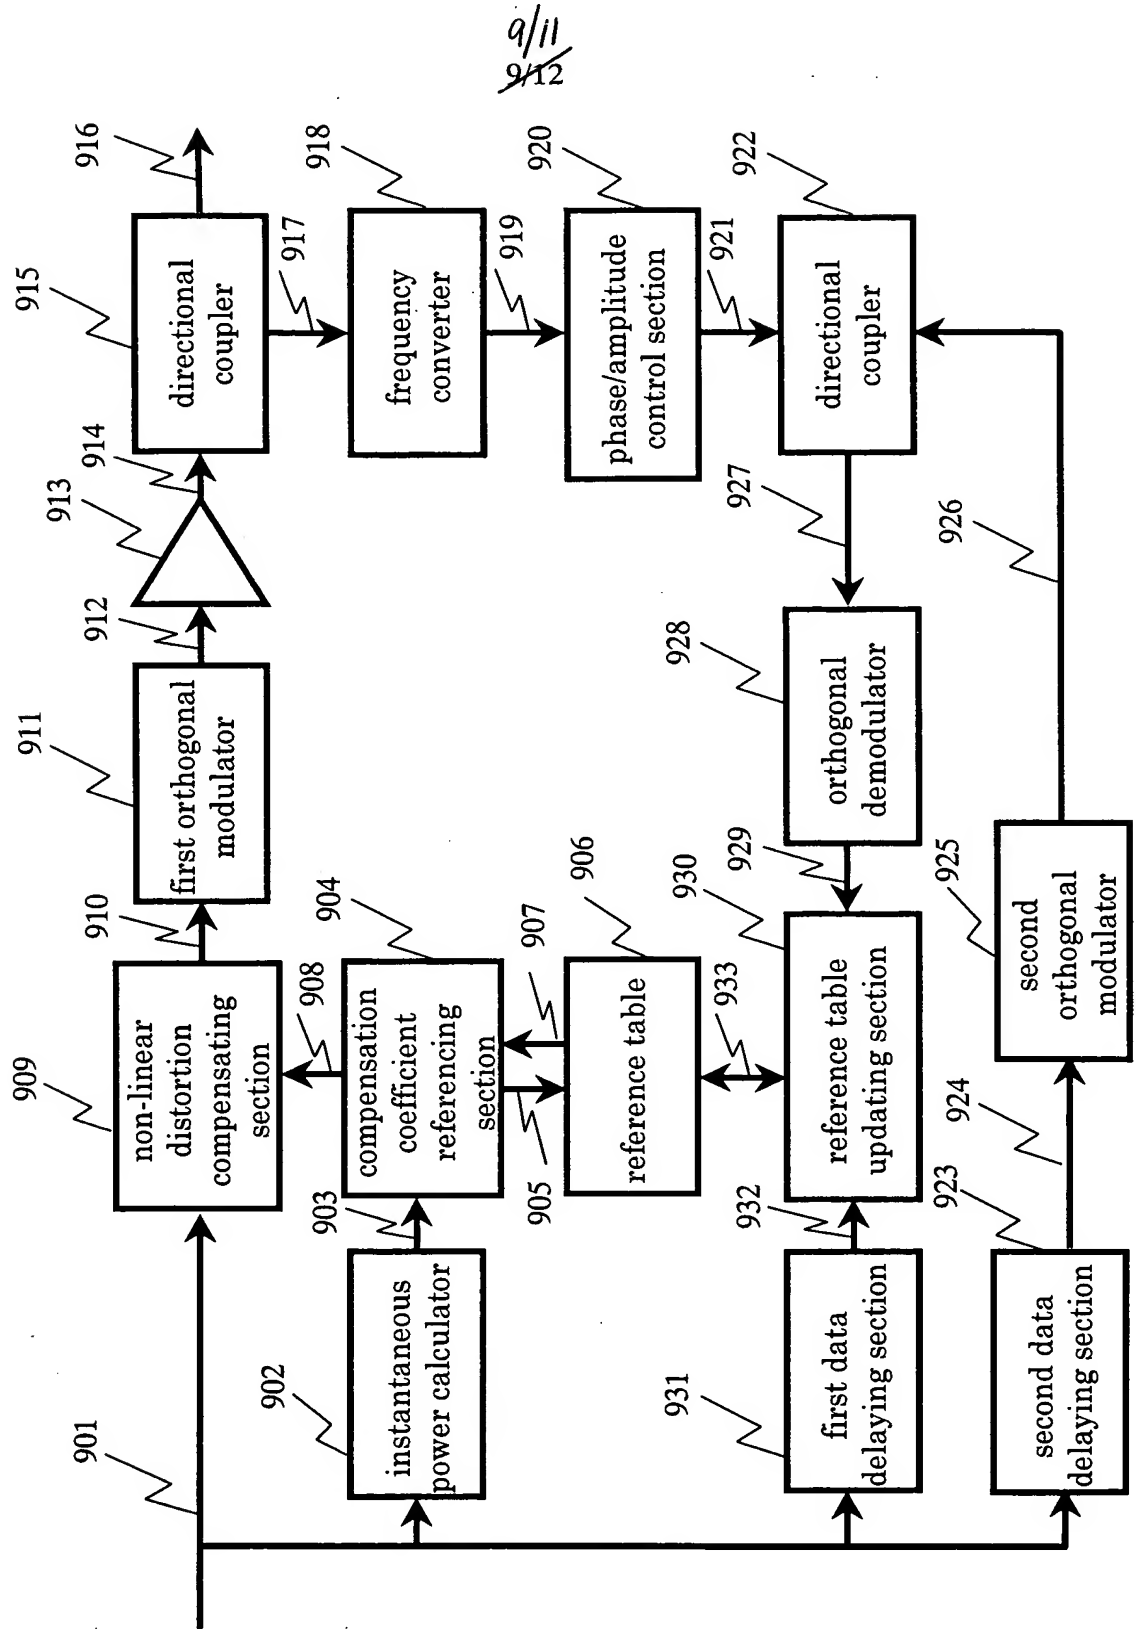 9/11
9/12
901
902
instantaneous
power calculator
903
904
compensation
coefficient
referencing
section
905
906
reference table
907
908
909
non-linear
distortion
compensating
section
910
911
first orthogonal
modulator
912
913
914
915
directional
coupler
916
917
918
frequency
converter
919
920
phase/amplitude
control section
921
922
directional
coupler
923
second data
delaying section
924
925
second
orthogonal
modulator
926
927
928
orthogonal
demodulator
929
930
reference table
updating section
931
first data
delaying section
932
933